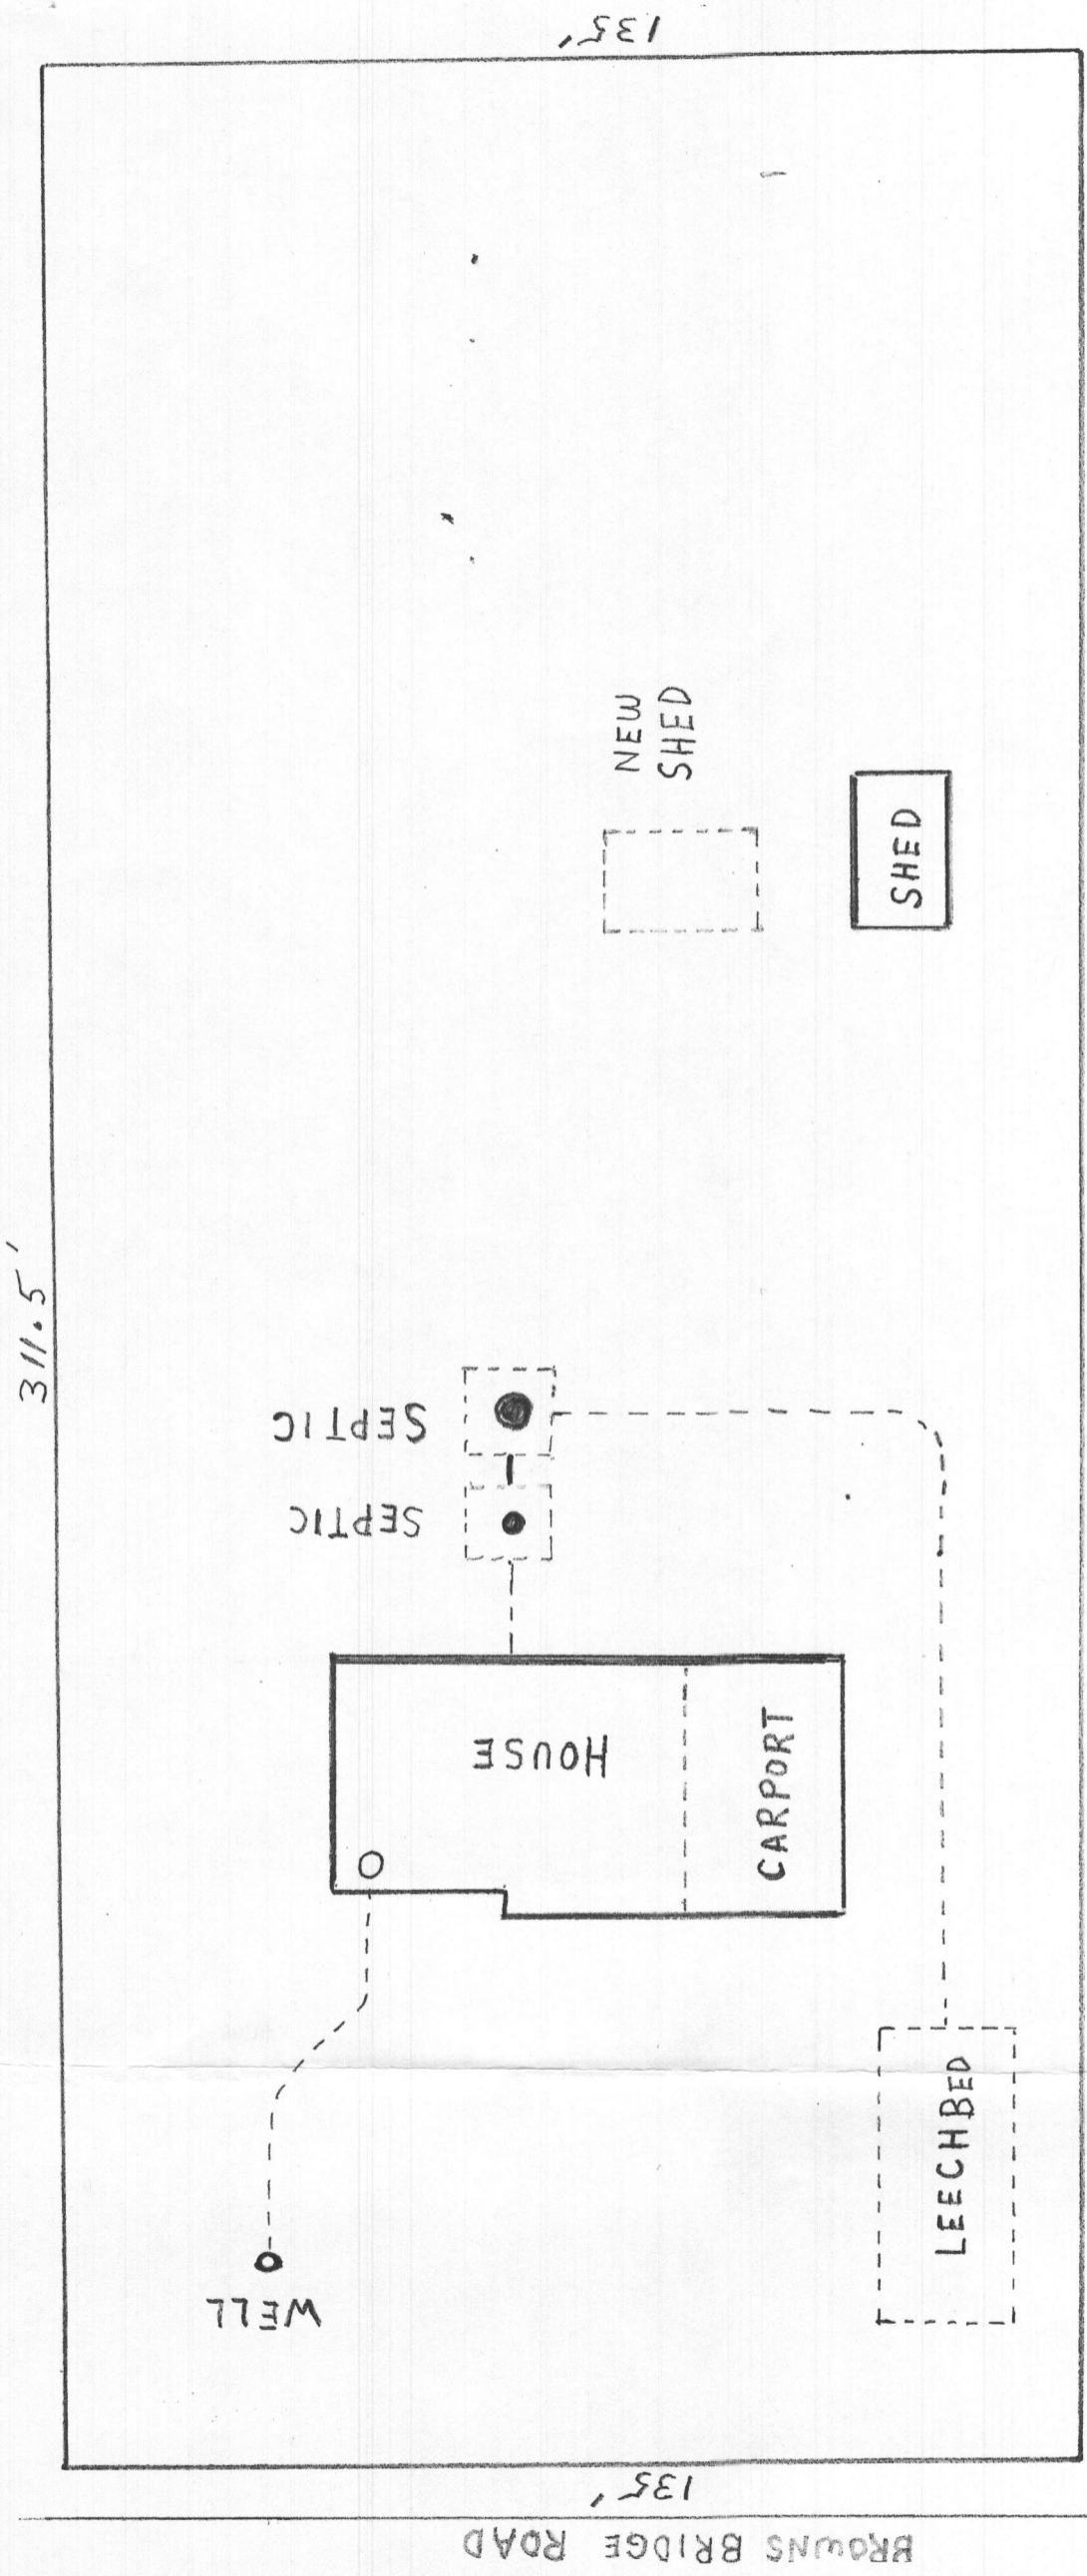 135'
311.5'
NEW
SHED
SHED
SEPTIC
SEPTIC
HOUSE
CARPORT
LEECHBED
WELL
135'
BROWNS BRIDGE ROAD